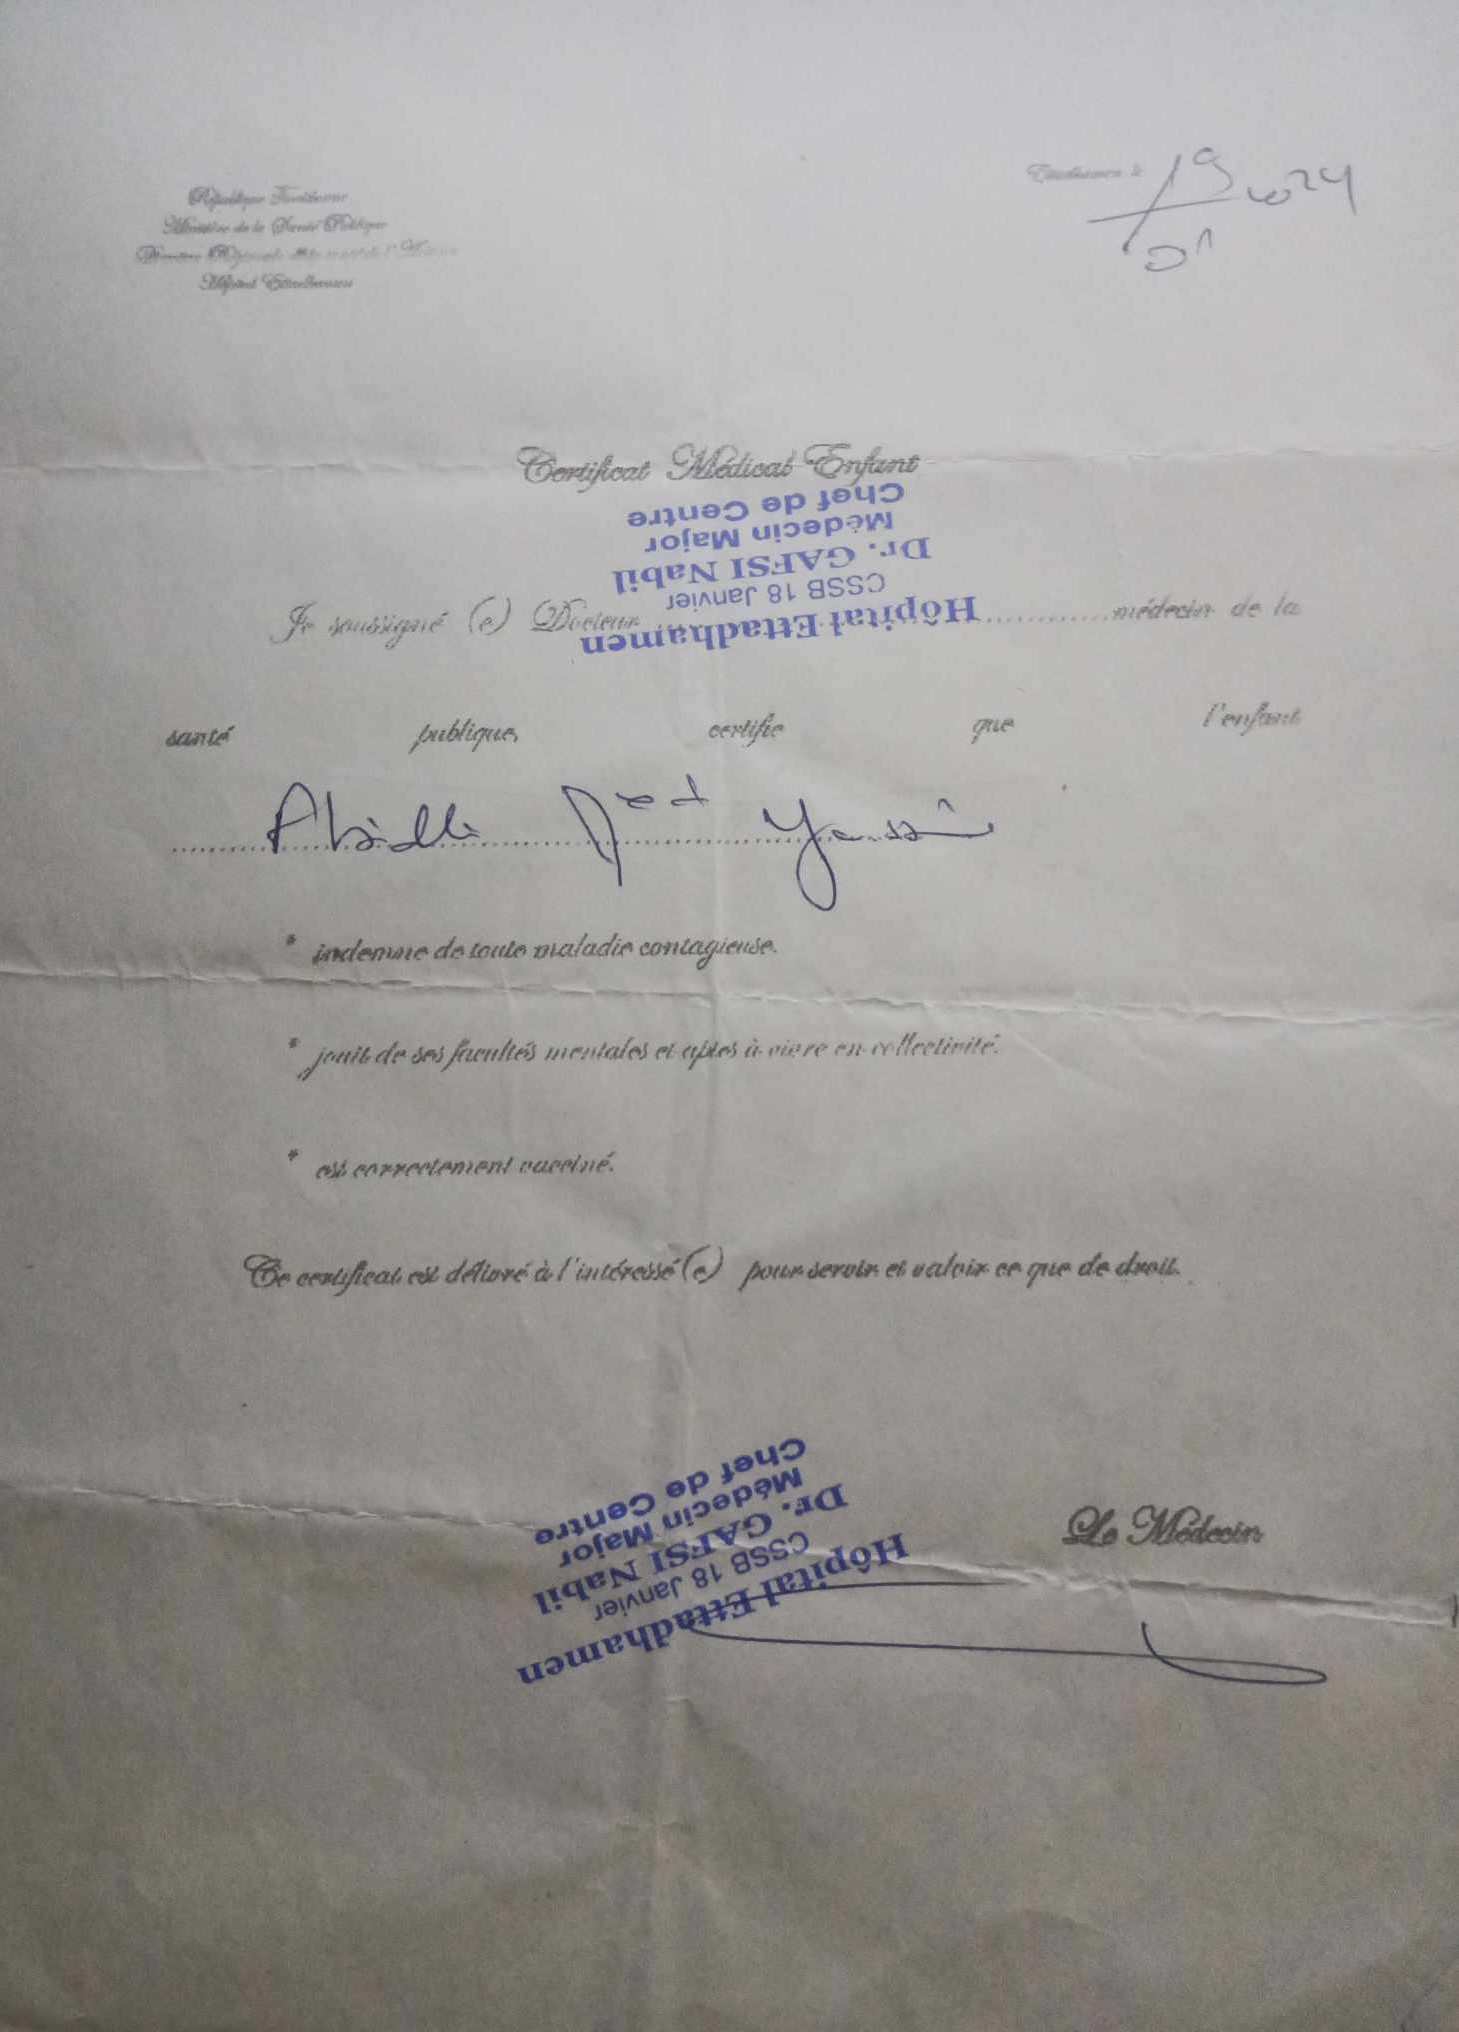 République Tunisienne
Ministère de la Santé Publique
Hôpital Ettadhamen
Ettadhamen le 19 2024
01
Certificat Médical Enfant
Chef de Centre
Médecin Major
Dr. GAFSI Nabil
CSSB 18 Janvier
Hôpital Ettadhamen
Je soussigné (e) Docteur ............ médecin de la
santé publique, certifie que l'enfant
Med
* indemne de toute maladie contagieuse.
* jouit de ses facultés mentales et aptes à vivre en collectivité.
* est correctement vacciné.
Ce certificat est délivré à l'intéressé (e) pour servir et valoir ce que de droit.
Le Médecin
Hôpital Ettadhamen
CSSB 18 Janvier
Dr. GAFSI Nabil
Médecin Major
Chef de Centre